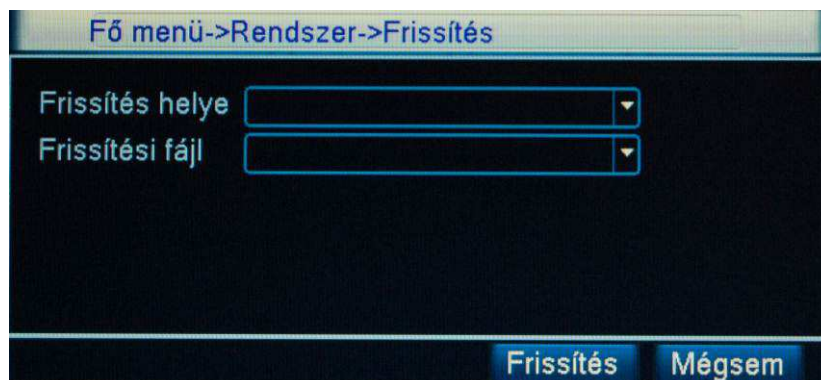 Fő menü->Rendszer->Frissítés
Frissítés helye
Frissítési fájl
Frissítés Mégsem